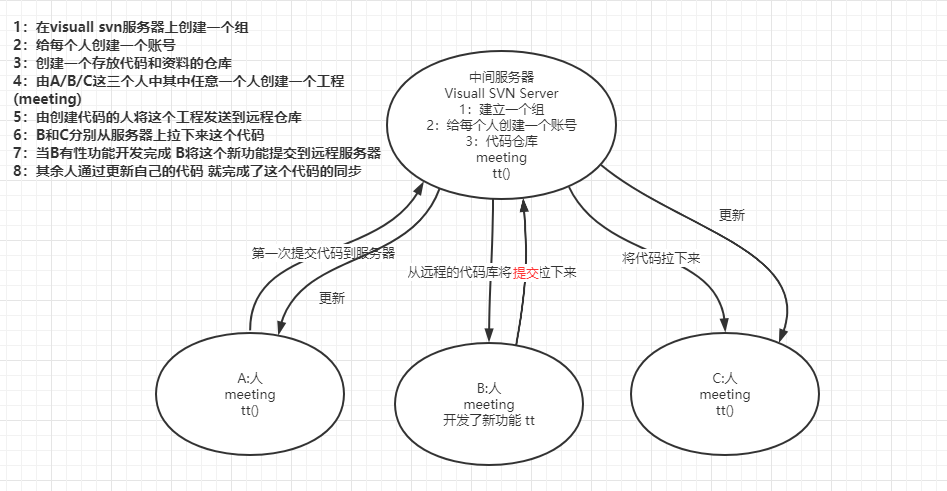 1：在visuall svn服务器上创建一个组
2：给每个人创建一个账号
3：创建一个存放代码和资料的仓库
4：由A/B/C这三个人中其中任意一个人创建一个工程
(meeting)
5：由创建代码的人将这个工程发送到远程仓库
6：B和C分别从服务器上拉下来这个代码
7：当B有性功能开发完成 B将这个新功能提交到远程服务器
8：其余人通过更新自己的代码 就完成了这个代码的同步
中间服务器
Visuall SVN Server
1：建立一个组
2：给每个人创建一个账号
3：代码仓库
meeting
tt()
更新
第一次提交代码到服务器
将代码拉下来
从远程的代码库将提交拉下来
更新
A:人
meeting
tt()
B:人
meeting
开发了新功能 tt
C:人
meeting
tt()